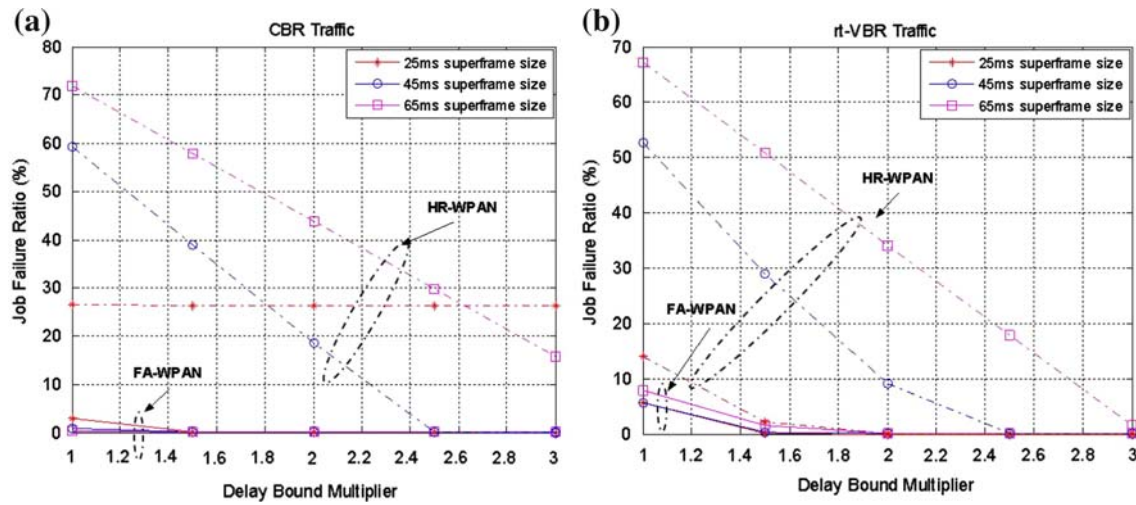 (a)
CBR Traffic
80
70
60
50
40
30
20
10
0
Job Failure Ratio (%)
25ms superframe size
45ms superframe size
65ms superframe size
HR-WPAN
FA-WPAN
1 1.2 1.4 1.6 1.8 2 2.2 2.4 2.6 2.8 3
Delay Bound Multiplier
(b)
rt-VBR Traffic
70
60
50
40
30
20
10
0
Job Failure Ratio (%)
25ms superframe size
45ms superframe size
65ms superframe size
HR-WPAN
FA-WPAN
1 1.2 1.4 1.6 1.8 2 2.2 2.4 2.6 2.8 3
Delay Bound Multiplier